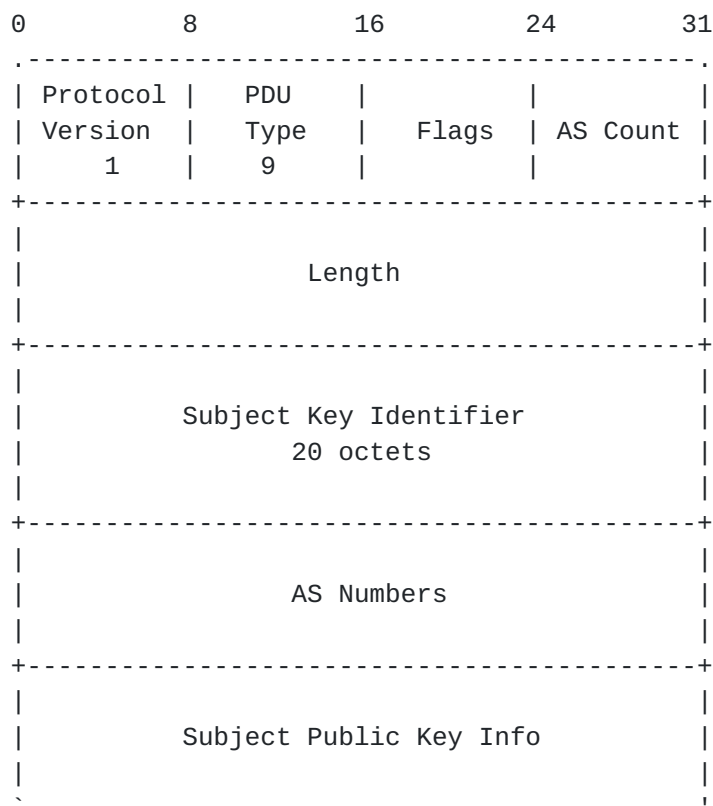 0          8          16         24        31
.-------------------------------------------.
| Protocol |   PDU    |          |          |
| Version  |   Type   |   Flags  | AS Count |
|    1     |    9     |          |          |
+-------------------------------------------+
|                                           |
|                  Length                   |
|                                           |
+-------------------------------------------+
|                                           |
|          Subject Key Identifier           |
|                 20 octets                 |
|                                           |
+-------------------------------------------+
|                                           |
|                 AS Numbers                |
|                                           |
+-------------------------------------------+
|                                           |
|          Subject Public Key Info          |
|                                           |
`                                           '